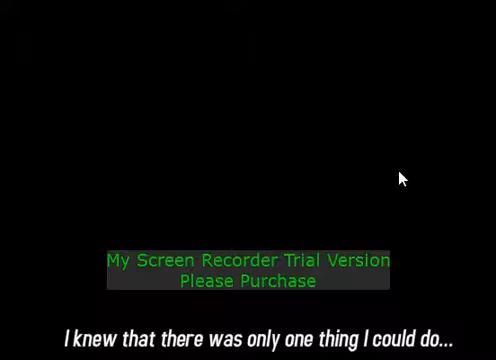 My Screen Recorder Trial Version
Please Purchase
I knew that there was only one thing I could do...